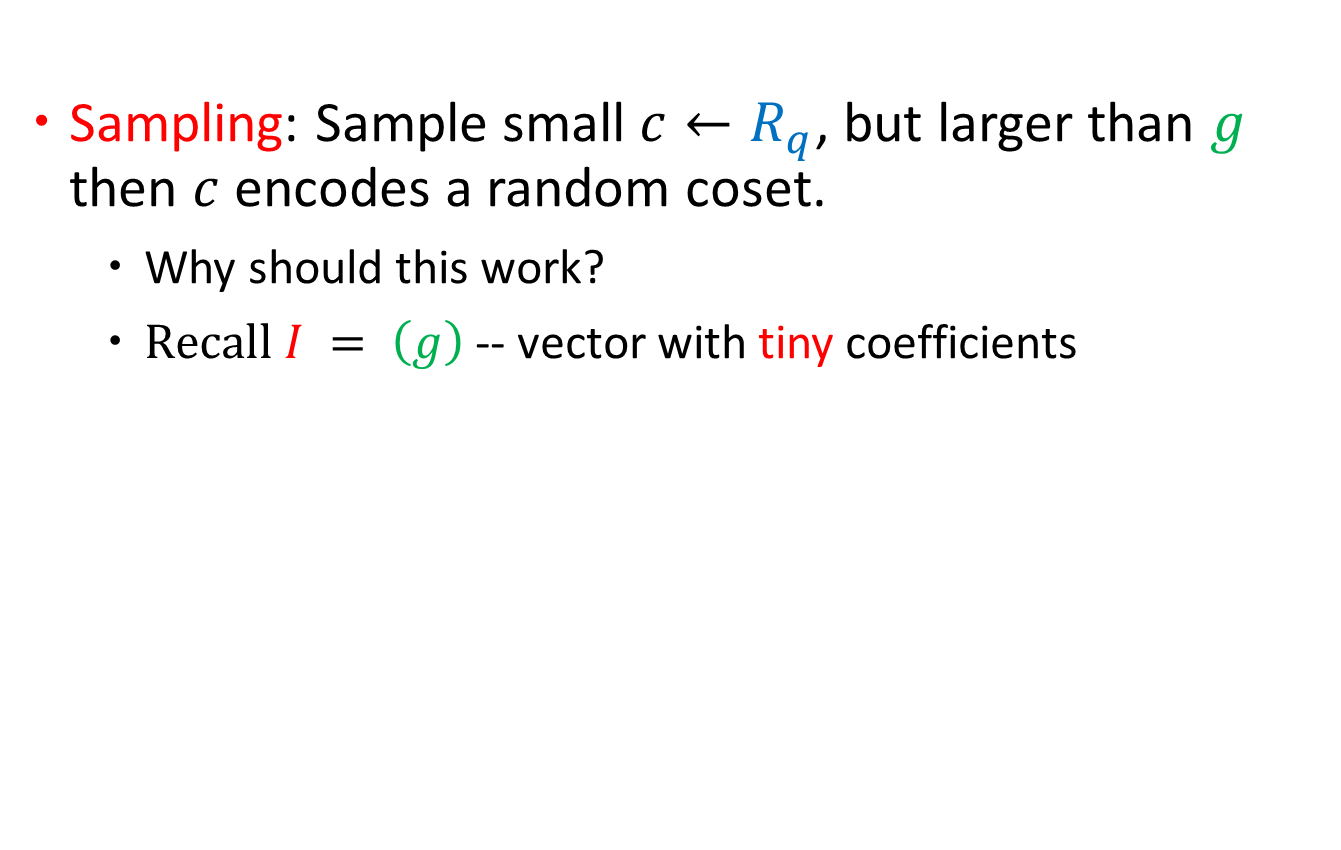 • Sampling: Sample small c ← R_q, but larger than g
then c encodes a random coset.
• Why should this work?
• Recall I = (g) -- vector with tiny coefficients